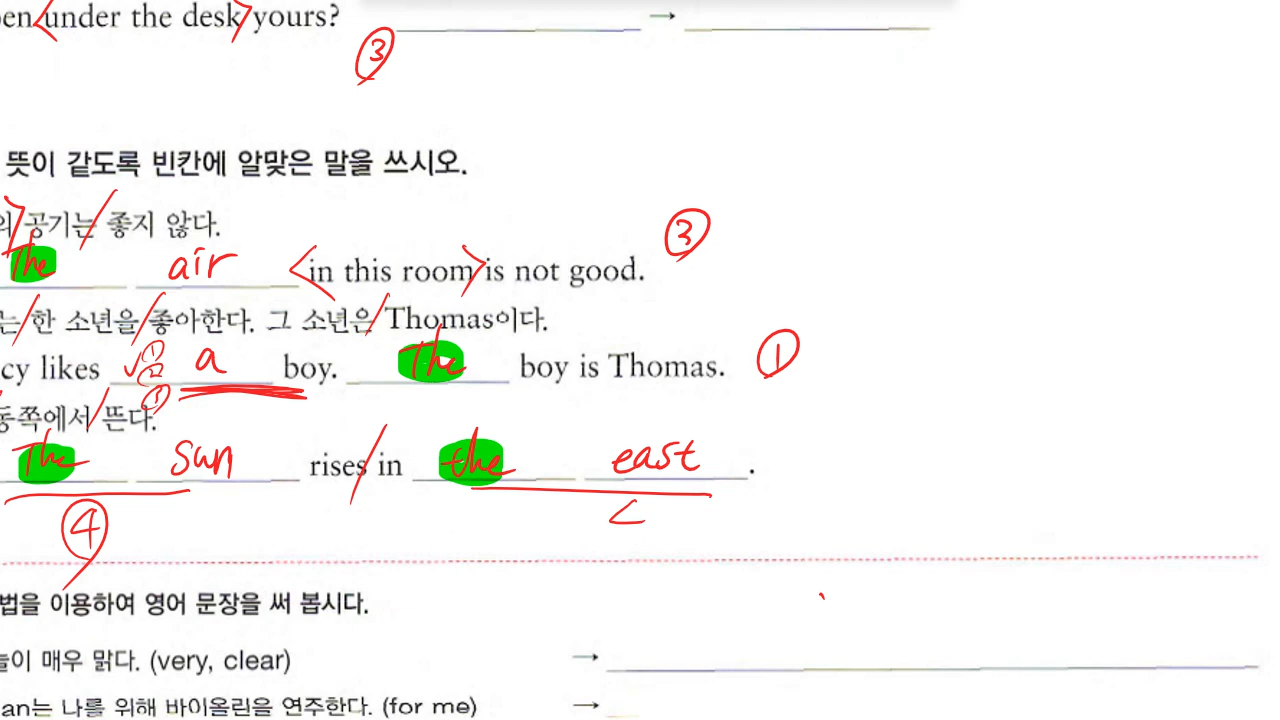 en <under the desk> yours? →
③
뜻이 같도록 빈칸에 알맞은 말을 쓰시오.
의> 공기는 / 좋지 않다.
The air <in this room> is not good. ③
는 / 한 소년을 / 좋아한다. 그 소년은 / Thomas이다.
cy likes ① ② ③ a boy. The boy is Thomas. ①
동쪽에서 / 뜬다.
The sun rises / in the east.
④
법을 이용하여 영어 문장을 써 봅시다.
늘이 매우 맑다. (very, clear) →
an는 나를 위해 바이올린을 연주한다. (for me) →